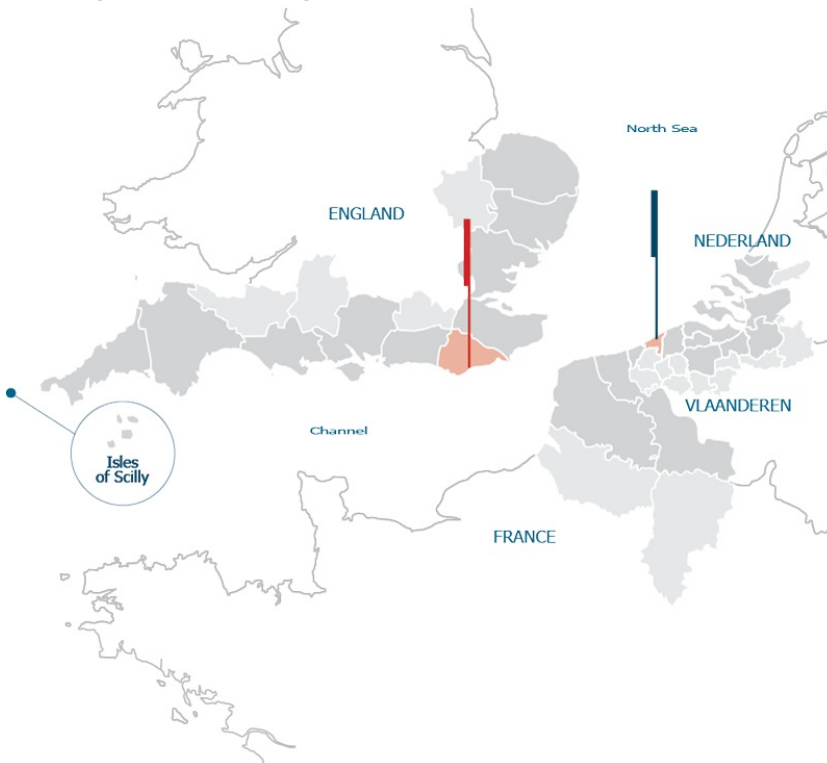 North Sea
ENGLAND
NEDERLAND
VLAANDEREN
Channel
Isles
of Scilly
FRANCE